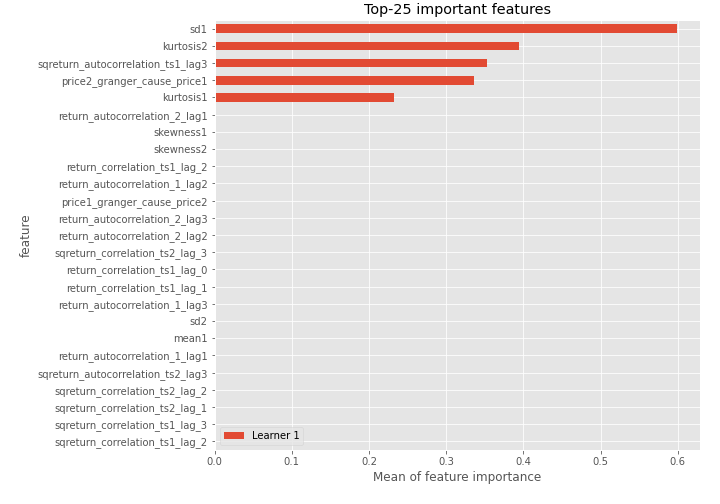 Top-25 important features
sd1
kurtosis2
sqreturn_autocorrelation_ts1_lag3
price2_granger_cause_price1
kurtosis1
return_autocorrelation_2_lag1
skewness1
skewness2
return_correlation_ts1_lag_2
return_autocorrelation_1_lag2
price1_granger_cause_price2
return_autocorrelation_2_lag3
return_autocorrelation_2_lag2
sqreturn_correlation_ts2_lag_3
return_correlation_ts1_lag_0
return_correlation_ts1_lag_1
return_autocorrelation_1_lag3
sd2
mean1
return_autocorrelation_1_lag1
sqreturn_autocorrelation_ts2_lag3
sqreturn_correlation_ts2_lag_2
sqreturn_correlation_ts2_lag_1
sqreturn_correlation_ts1_lag_3
sqreturn_correlation_ts1_lag_2
feature
Learner 1
0.0 0.1 0.2 0.3 0.4 0.5 0.6
Mean of feature importance